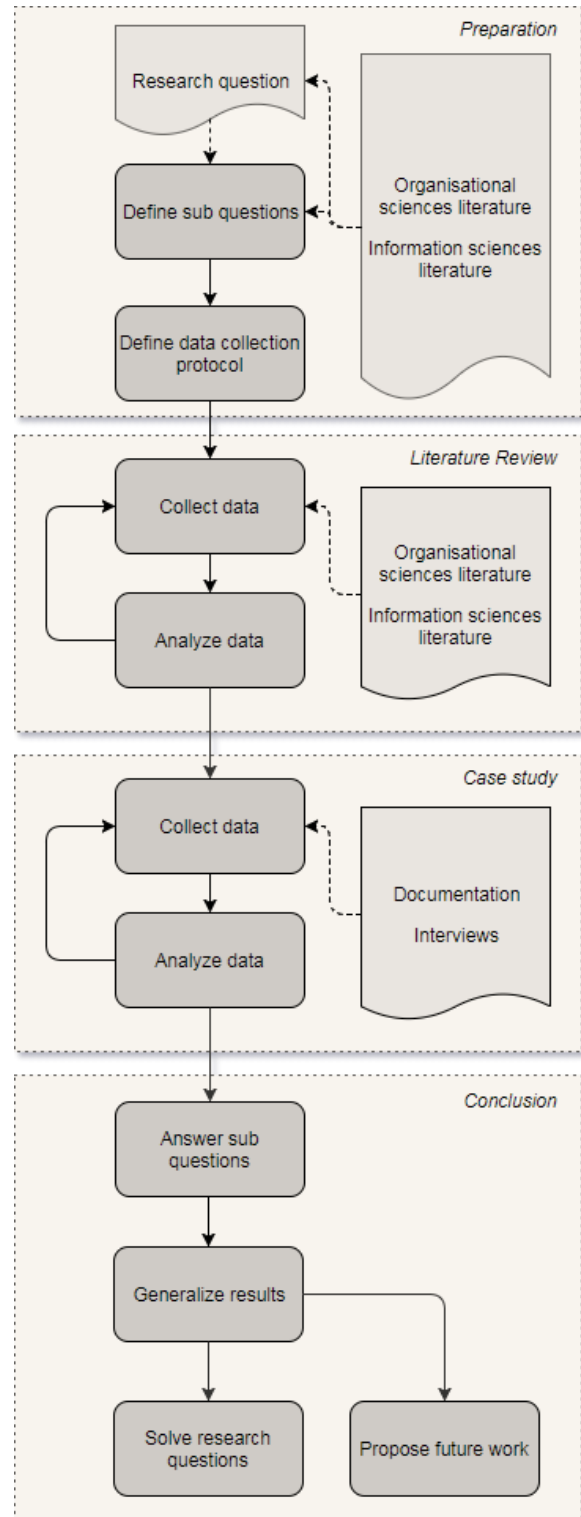 Preparation
Research question
Organisational
sciences literature
Information sciences
literature
Define sub questions
Define data collection
protocol
Literature Review
Collect data
Organisational
sciences literature
Information sciences
literature
Analyze data
Case study
Collect data
Documentation
Interviews
Analyze data
Conclusion
Answer sub
questions
Generalize results
Solve research
questions
Propose future work